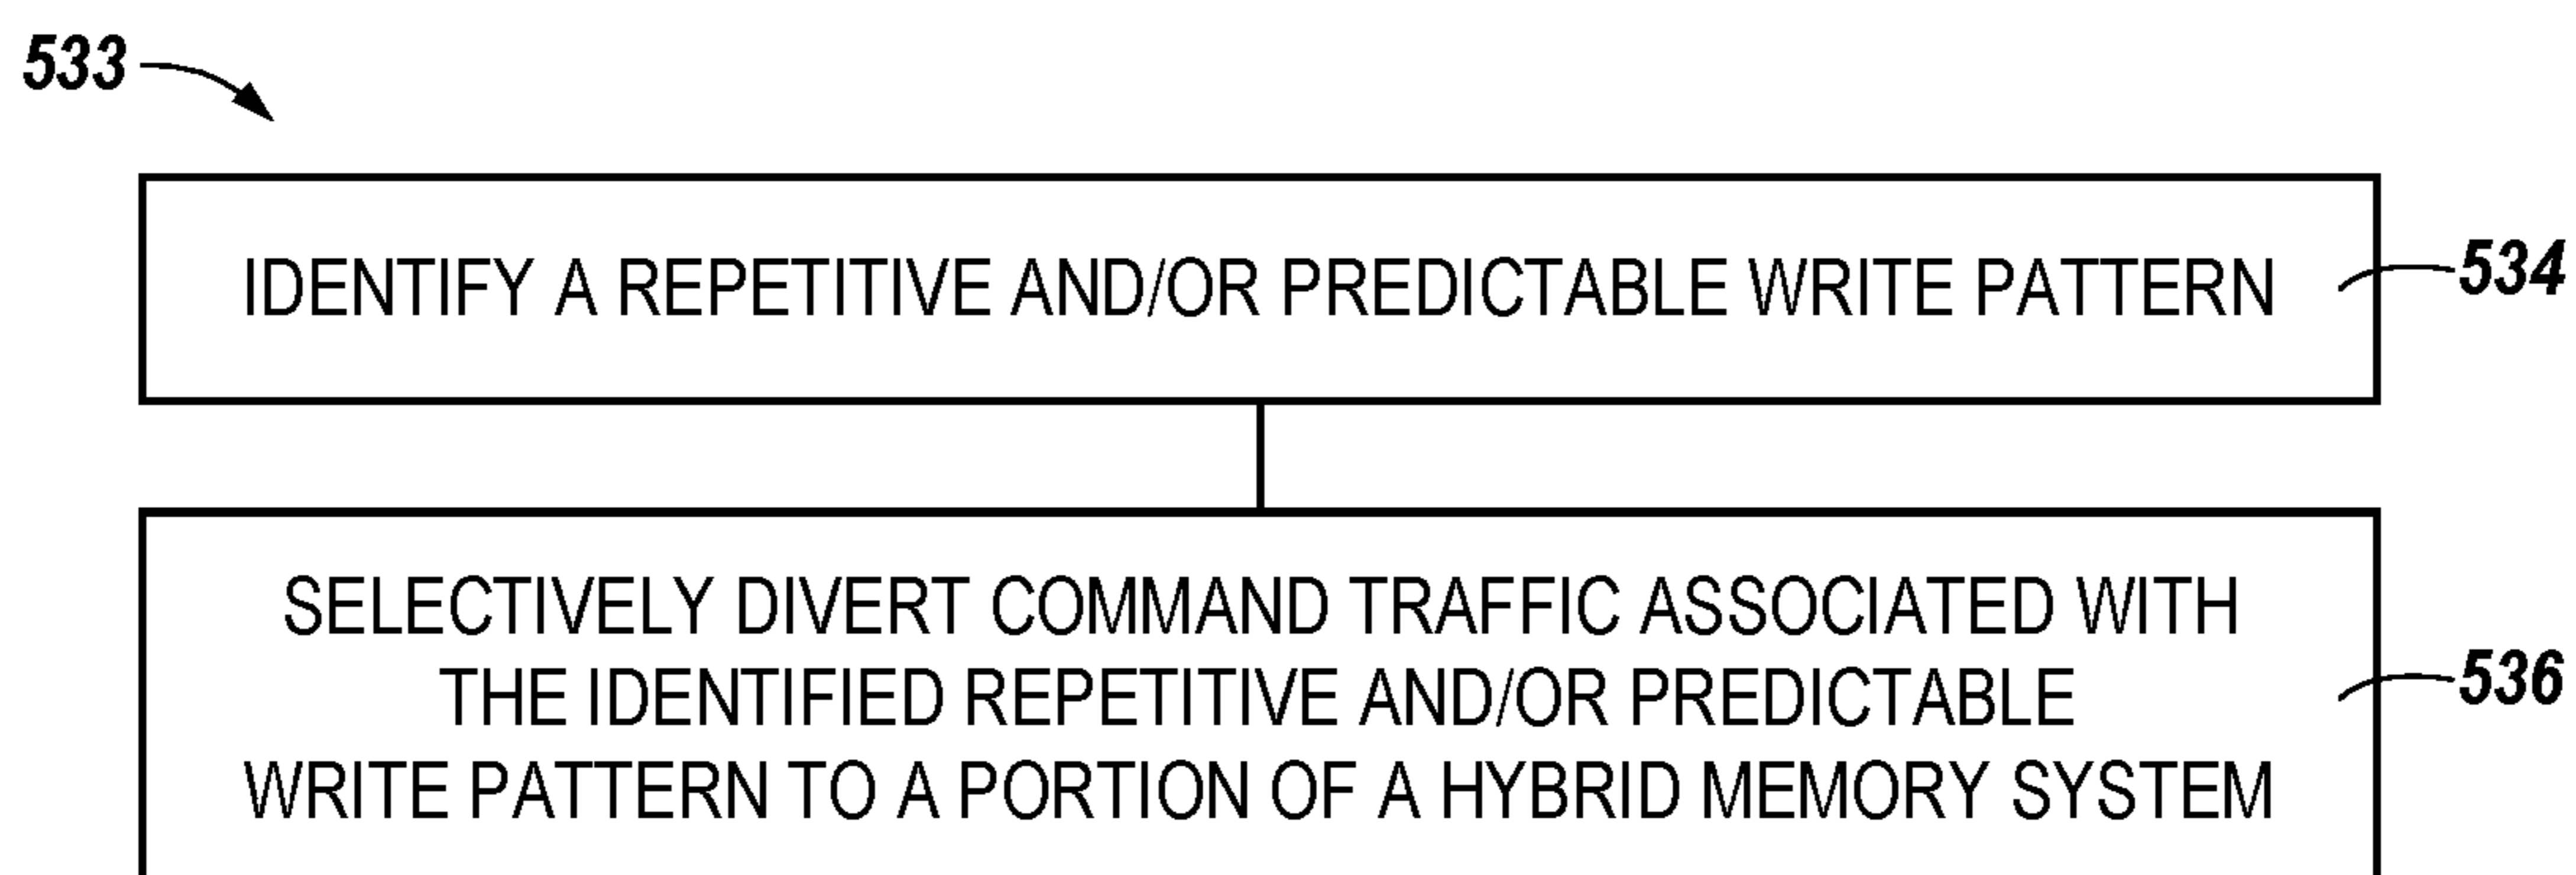 533
IDENTIFY A REPETITIVE AND/OR PREDICTABLE WRITE PATTERN
534
SELECTIVELY DIVERT COMMAND TRAFFIC ASSOCIATED WITH
THE IDENTIFIED REPETITIVE AND/OR PREDICTABLE
WRITE PATTERN TO A PORTION OF A HYBRID MEMORY SYSTEM
536